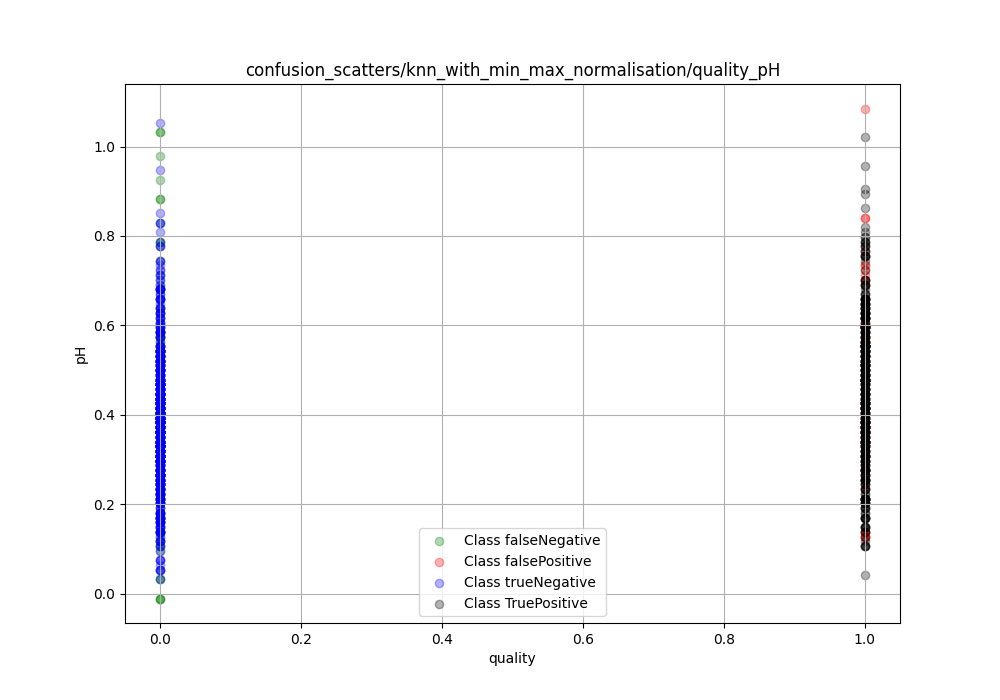 confusion_scatters/knn_with_min_max_normalisation/quality_pH
pH
1.0
0.8
0.6
0.4
0.2
0.0
Class falseNegative
Class falsePositive
Class trueNegative
Class TruePositive
0.0 0.2 0.4 0.6 0.8 1.0
quality